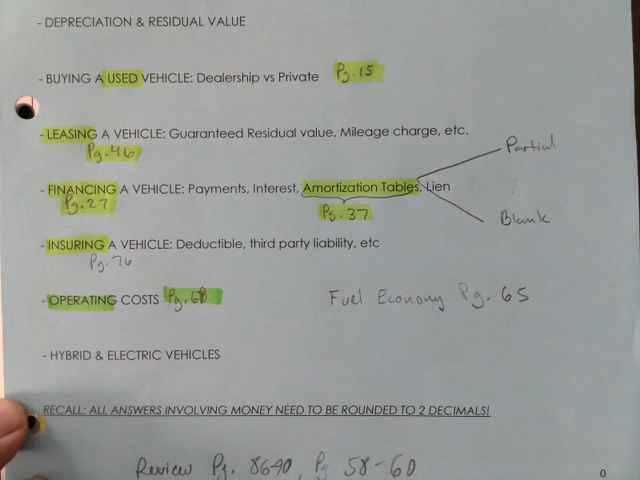 - DEPRECIATION & RESIDUAL VALUE
- BUYING A USED VEHICLE: Dealership vs Private Pg. 15
- LEASING A VEHICLE: Guaranteed Residual value, Mileage charge, etc.
Pg. 46
Partial
- FINANCING A VEHICLE: Payments, Interest, Amortization Tables, Lien
Pg. 27
Pg. 37
Blank
- INSURING A VEHICLE: Deductible, third party liability, etc
Pg. 76
- OPERATING COSTS Pg. 68
Fuel Economy Pg. 65
- HYBRID & ELECTRIC VEHICLES
RECALL: ALL ANSWERS INVOLVING MONEY NEED TO BE ROUNDED TO 2 DECIMALS!
Review Pg. 86-90, Pg. 58-60
0